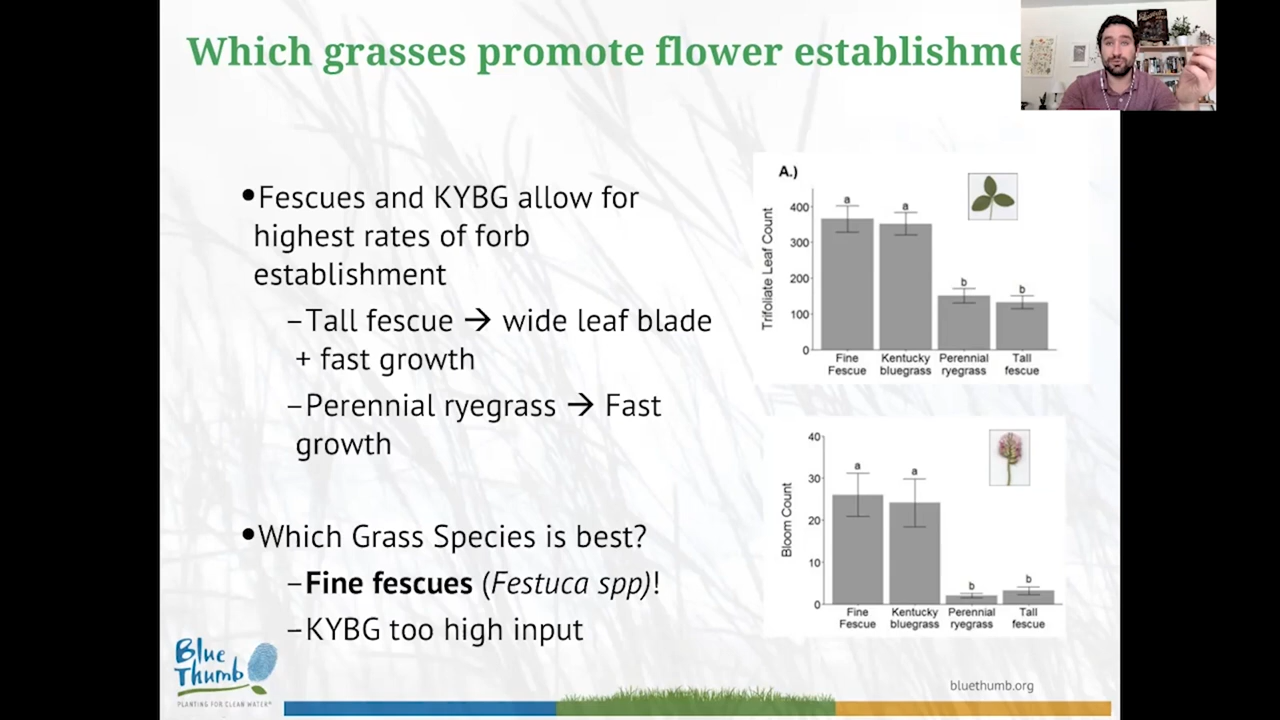 Which grasses promote flower establishme
•Fescues and KYBG allow for
highest rates of forb
establishment
–Tall fescue → wide leaf blade
+ fast growth
–Perennial ryegrass → Fast
growth
•Which Grass Species is best?
–Fine fescues (Festuca spp)!
–KYBG too high input
A.)
Trifoliate Leaf Count
400
300
200
100
0
a
a
b
b
Fine
Fescue
Kentucky
bluegrass
Perennial
ryegrass
Tall
fescue
Bloom Count
40
30
20
10
0
a
a
b
b
Fine
Fescue
Kentucky
bluegrass
Perennial
ryegrass
Tall
fescue
Blue
Thumb
PLANTING FOR CLEAN WATER
bluethumb.org